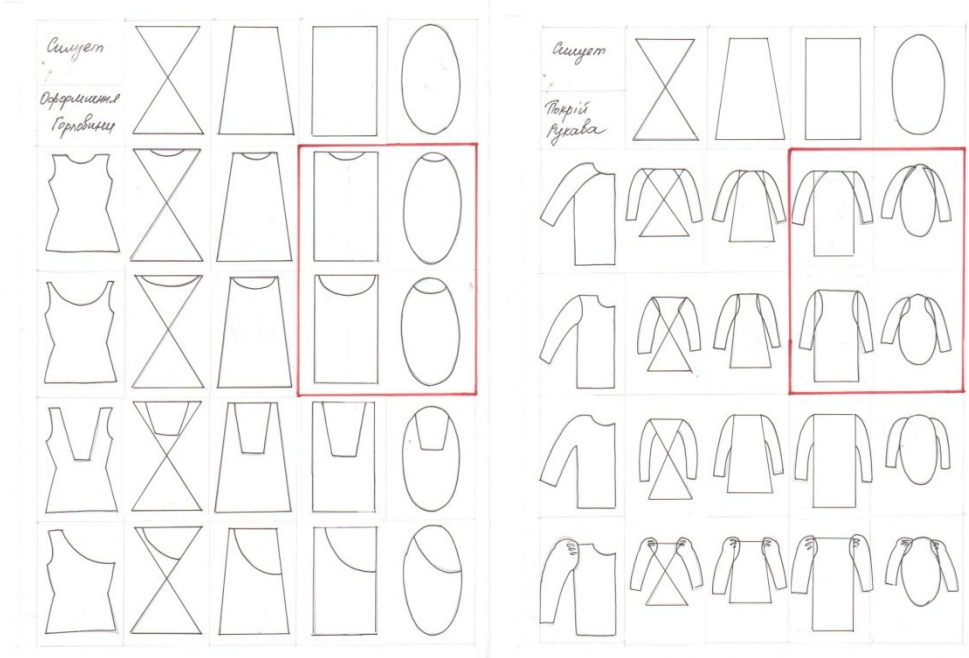 Силует
Оформлення
Горловини
Силует
Покрій
Рукава